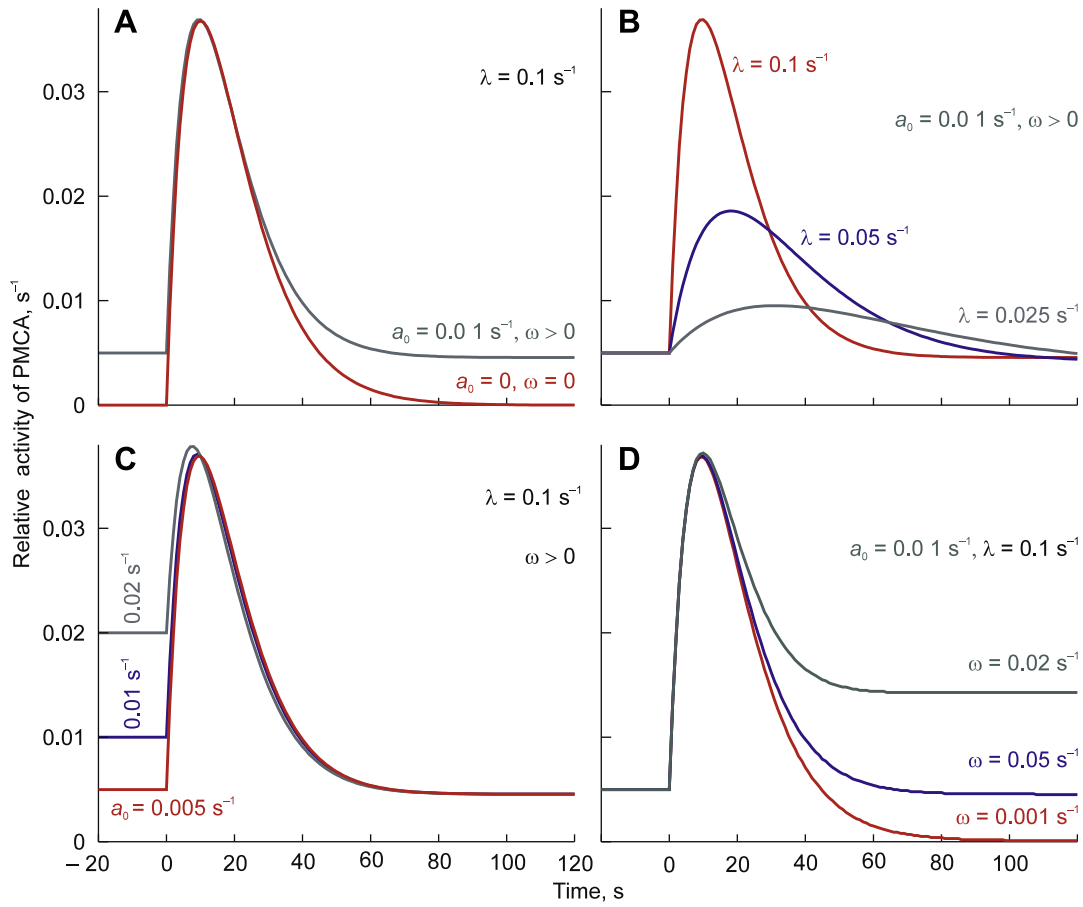 A
λ = 0.1 s⁻¹
a₀ = 0.0 1 s⁻¹, ω > 0
a₀ = 0, ω = 0
0.03
0.02
0.01
0
B
λ = 0.1 s⁻¹
a₀ = 0.0 1 s⁻¹, ω > 0
λ = 0.05 s⁻¹
λ = 0.025 s⁻¹
Relative activity of PMCA, s⁻¹
C
λ = 0.1 s⁻¹
ω > 0
0.02 s⁻¹
0.01 s⁻¹
a₀ = 0.005 s⁻¹
0.03
0.02
0.01
0
−20 0 20 40 60 80 100 120
D
a₀ = 0.0 1 s⁻¹, λ = 0.1 s⁻¹
ω = 0.02 s⁻¹
ω = 0.05 s⁻¹
ω = 0.001 s⁻¹
0 20 40 60 80 100
Time, s